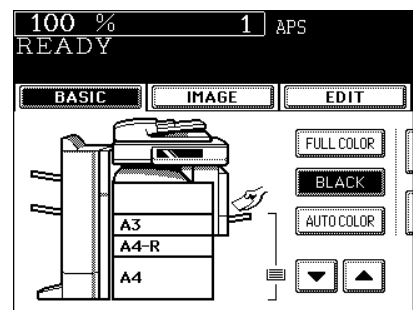 100 % 1 APS
READY
BASIC IMAGE EDIT
FULL COLOR
BLACK
AUTO COLOR
A3
A4-R
A4